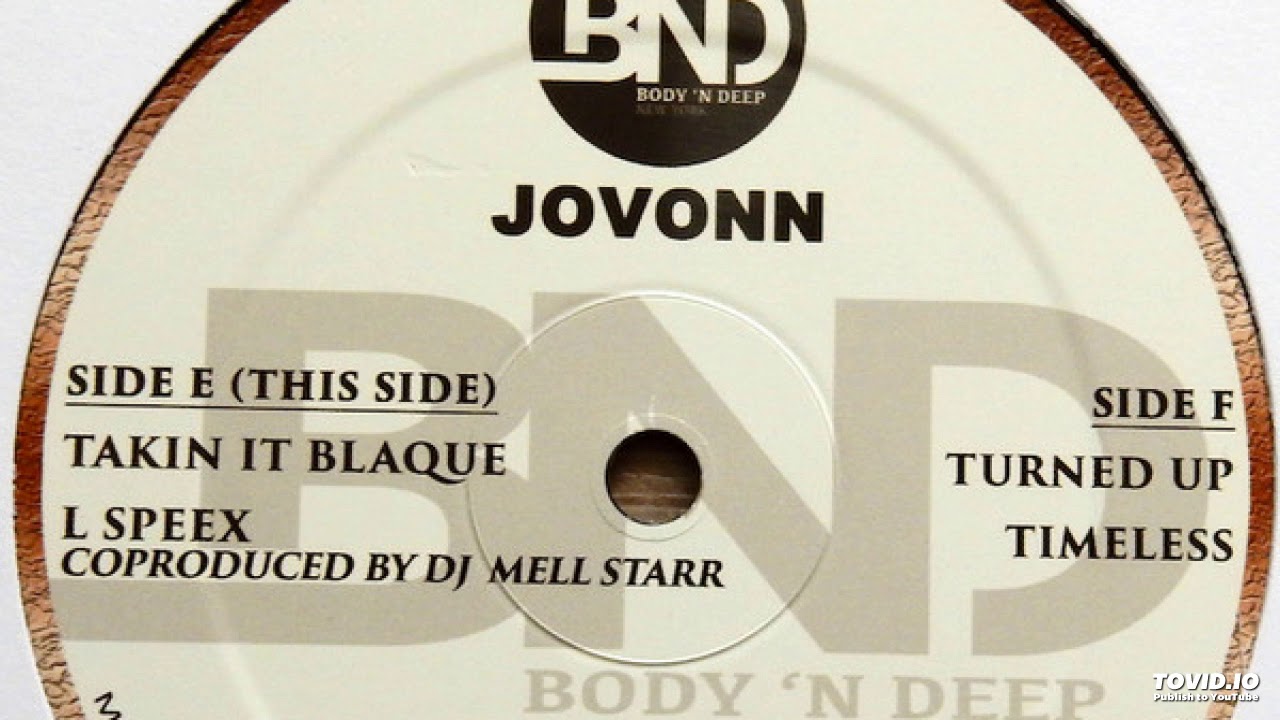 BND
BODY 'N DEEP
NEW YORK
JOVONN
BND
SIDE E (THIS SIDE)
TAKIN IT BLAQUE
L SPEEX
COPRODUCED BY DJ MELL STARR
SIDE F
TURNED UP
TIMELESS
BODY ‘N DEEP
3
TOVID.IO
Publish to YouTube